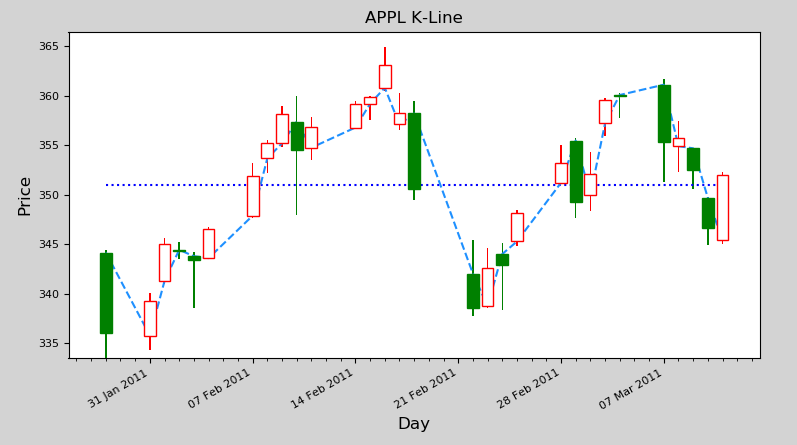 APPL K-Line
365
360
355
350
345
340
335
Price
31 Jan 2011
07 Feb 2011
14 Feb 2011
21 Feb 2011
28 Feb 2011
07 Mar 2011
Day